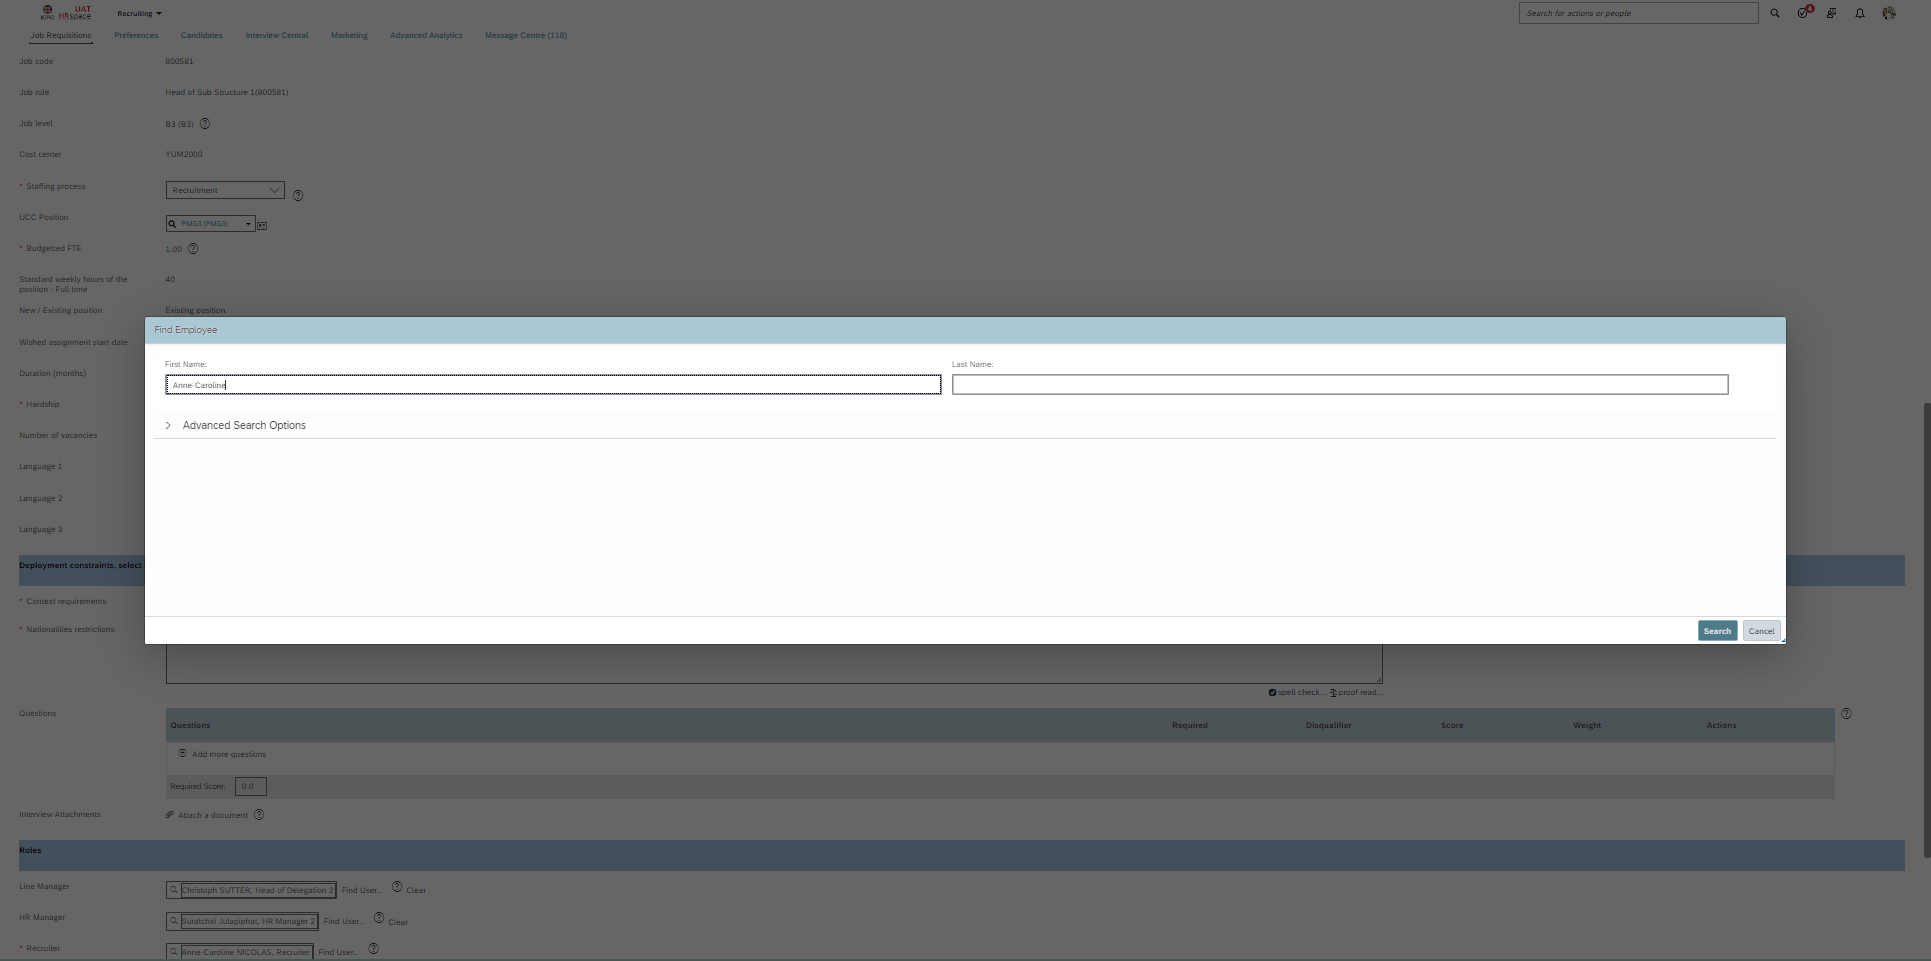 ICRC UAT HRspace Recruiting Search for actions or people 4
Job Requisitions Preferences Candidates Interview Central Marketing Advanced Analytics Message Centre (118)
Job code 800581
Job role Head of Sub-Structure 1(800581)
Job level B3 (B3)
Cost center YUM2000
* Staffing process Recruitment
UCC Position PMG3 (PMG3)
* Budgetted FTE 1.00
Standard weekly hours of the position - Full time 40
New / Existing position Existing position
Find Employee
Wished assignment start date
First Name: Last Name:
Duration (months)
Anne-Caroline
* Hardship
Advanced Search Options
Number of vacancies
Language 1
Language 2
Language 3
Deployment constraints, select
* Context requirements
* Nationalities restrictions
Search Cancel
spell check... proof read...
Questions
Questions Required Disqualifier Score Weight Actions
Add more questions
Required Score: 0.0
Interview Attachments Attach a document
Roles
Line Manager Christoph SUTTER, Head of Delegation 2 Find User... Clear
HR Manager Suratchai Julapiphat, HR Manager 2 Find User... Clear
* Recruiter Anne-Caroline NICOLAS, Recruiter Find User...